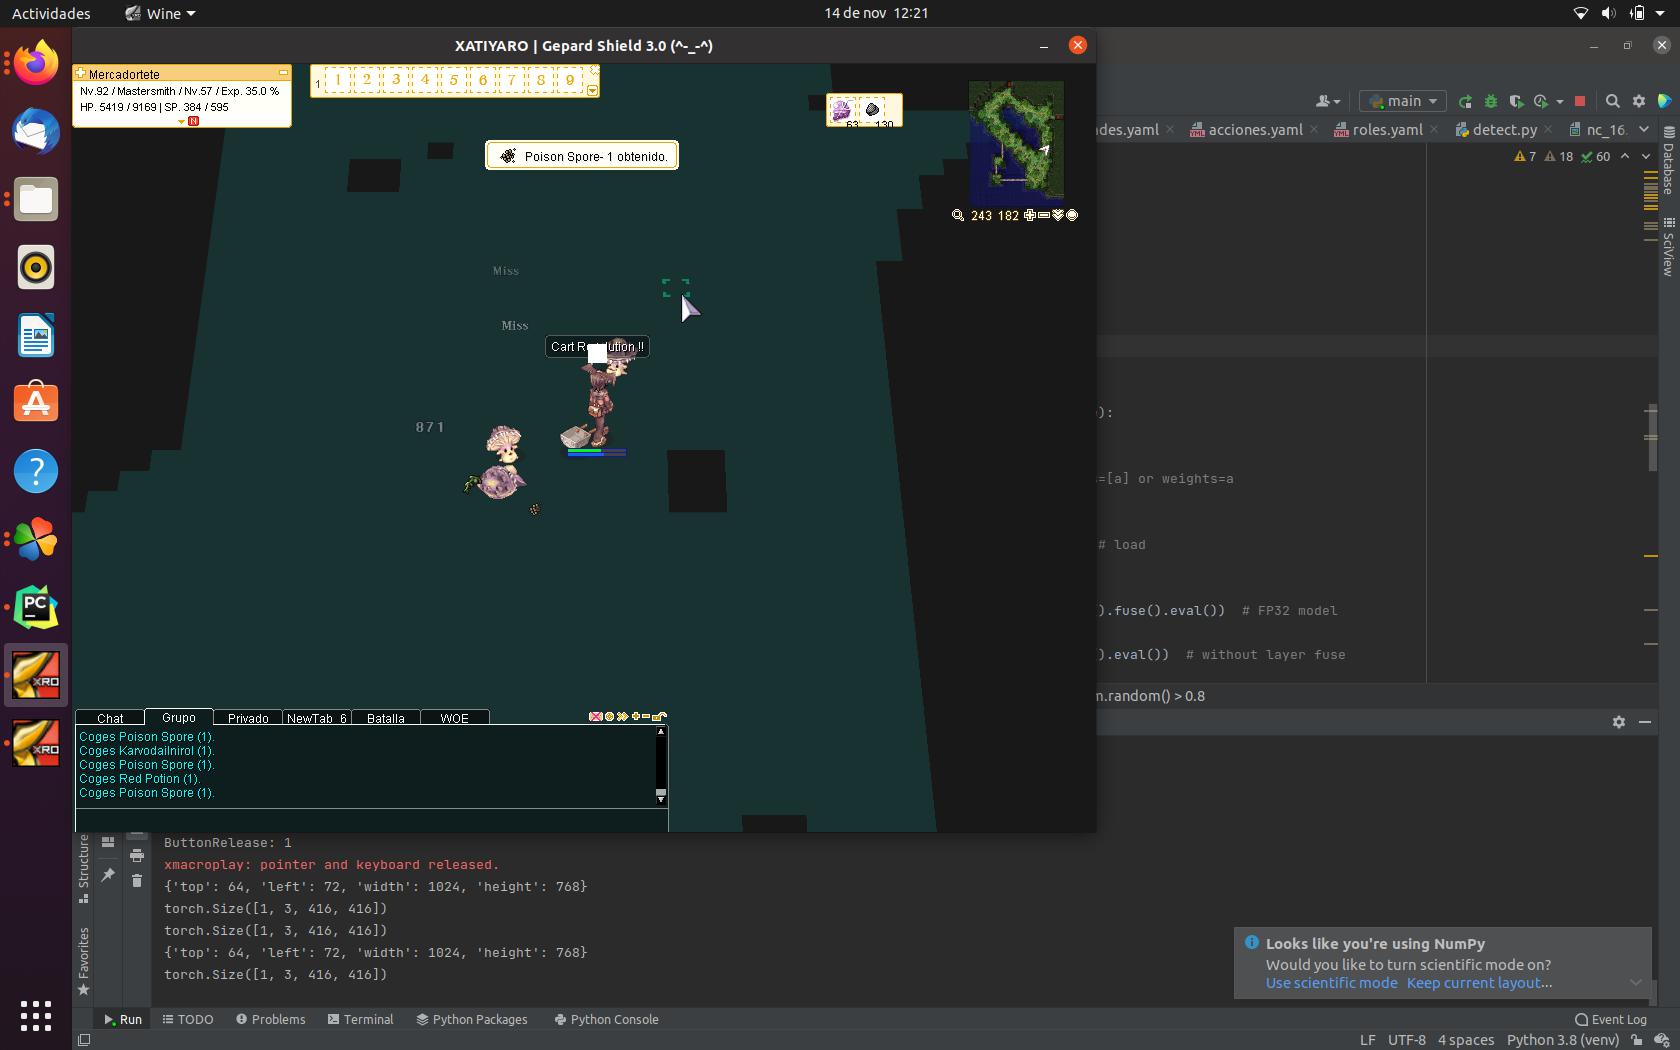 Actividades
Wine
14 de nov 12:21
XATIYARO | Gepard Shield 3.0 (^-_-^)
Mercadortete
Nv.92 / Mastersmith / Nv.57 / Exp. 35.0 %
HP. 5419 / 9169 | SP. 384 / 595
N
1 1 2 3 4 5 6 7 8 9
63 130
Poison Spore- 1 obtenido.
243 182
Miss
Miss
Cart Re lution !!
871
main
des.yaml
acciones.yaml
roles.yaml
detect.py
nc_16.
7 18 60
Database
SciView
):
=[a] or weights=a
# load
).fuse().eval()) # FP32 model
).eval()) # without layer fuse
m.random() > 0.8
Chat Grupo Privado NewTab_6 Batalla WOE
Coges Poison Spore (1).
Coges Karvodailnirol (1).
Coges Poison Spore (1).
Coges Red Potion (1).
Coges Poison Spore (1).
PC
XRO
XRO
Structure
Favorites
ButtonRelease: 1
xmacroplay: pointer and keyboard released.
{'top': 64, 'left': 72, 'width': 1024, 'height': 768}
torch.Size([1, 3, 416, 416])
torch.Size([1, 3, 416, 416])
{'top': 64, 'left': 72, 'width': 1024, 'height': 768}
torch.Size([1, 3, 416, 416])
Looks like you're using NumPy
Would you like to turn scientific mode on?
Use scientific mode Keep current layout...
Run TODO Problems Terminal Python Packages Python Console
Event Log
LF UTF-8 4 spaces Python 3.8 (venv)